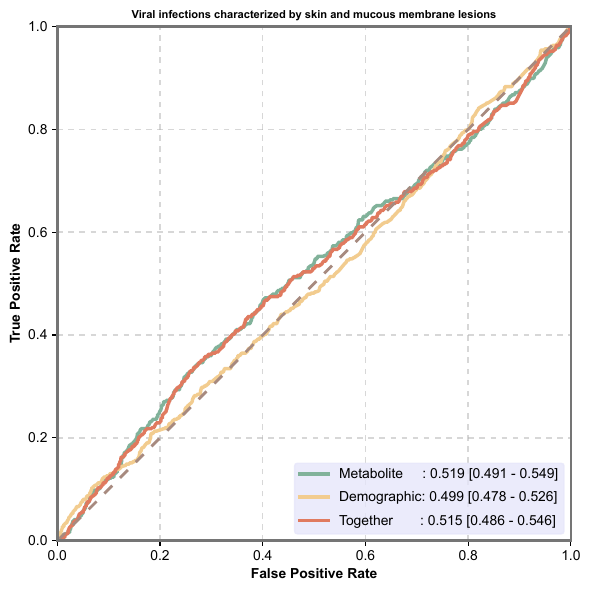 Viral infections characterized by skin and mucous membrane lesions
1.0
0.8
0.6
0.4
0.2
0.0
True Positive Rate
Metabolite : 0.519 [0.491 - 0.549]
Demographic: 0.499 [0.478 - 0.526]
Together : 0.515 [0.486 - 0.546]
0.0 0.2 0.4 0.6 0.8 1.0
False Positive Rate